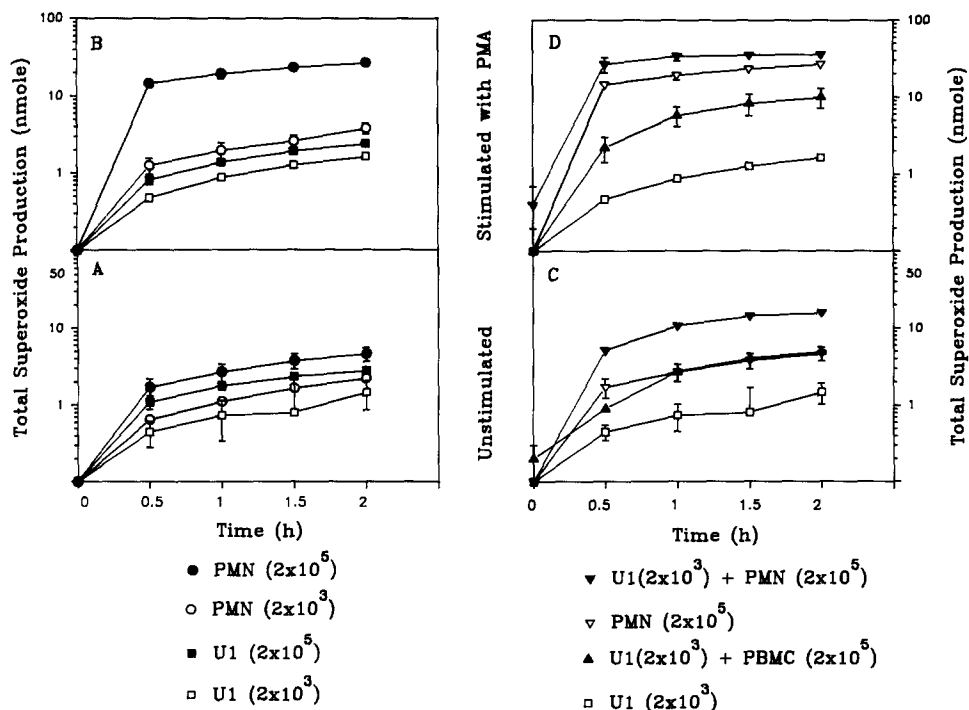 Total Superoxide Production (nmole)
100
10
1
B
50
10
1
A
0 0.5 1 1.5 2
Time (h)
● PMN (2x10⁵)
○ PMN (2x10³)
■ U1 (2x10⁵)
□ U1 (2x10³)
Stimulated with PMA
Unstimulated
D
100
10
1
C
50
10
1
Total Superoxide Production (nmole)
0 0.5 1 1.5 2
Time (h)
▼ U1(2x10³) + PMN (2x10⁵)
▽ PMN (2x10⁵)
▲ U1(2x10³) + PBMC (2x10⁵)
□ U1 (2x10³)